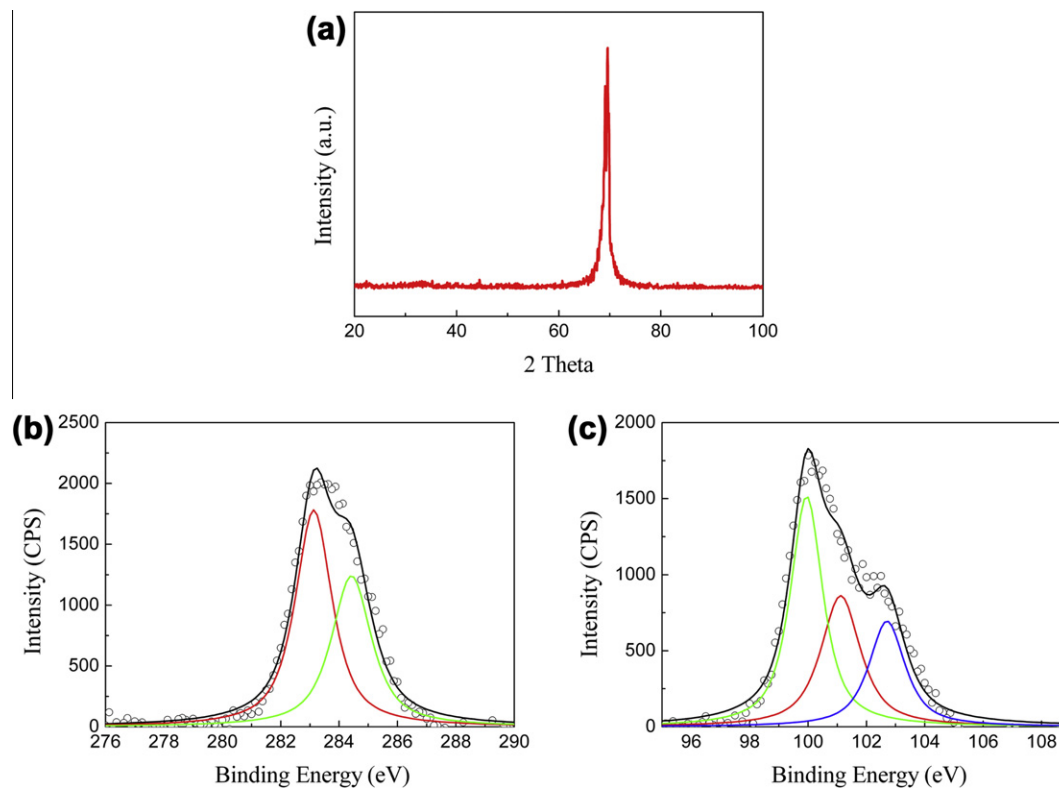 (a)
Intensity (a.u.)
20 40 60 80 100
2 Theta
(b)
2500
2000
1500
1000
500
0
Intensity (CPS)
276 278 280 282 284 286 288 290
Binding Energy (eV)
(c)
2000
1500
1000
500
0
Intensity (CPS)
96 98 100 102 104 106 108
Binding Energy (eV)